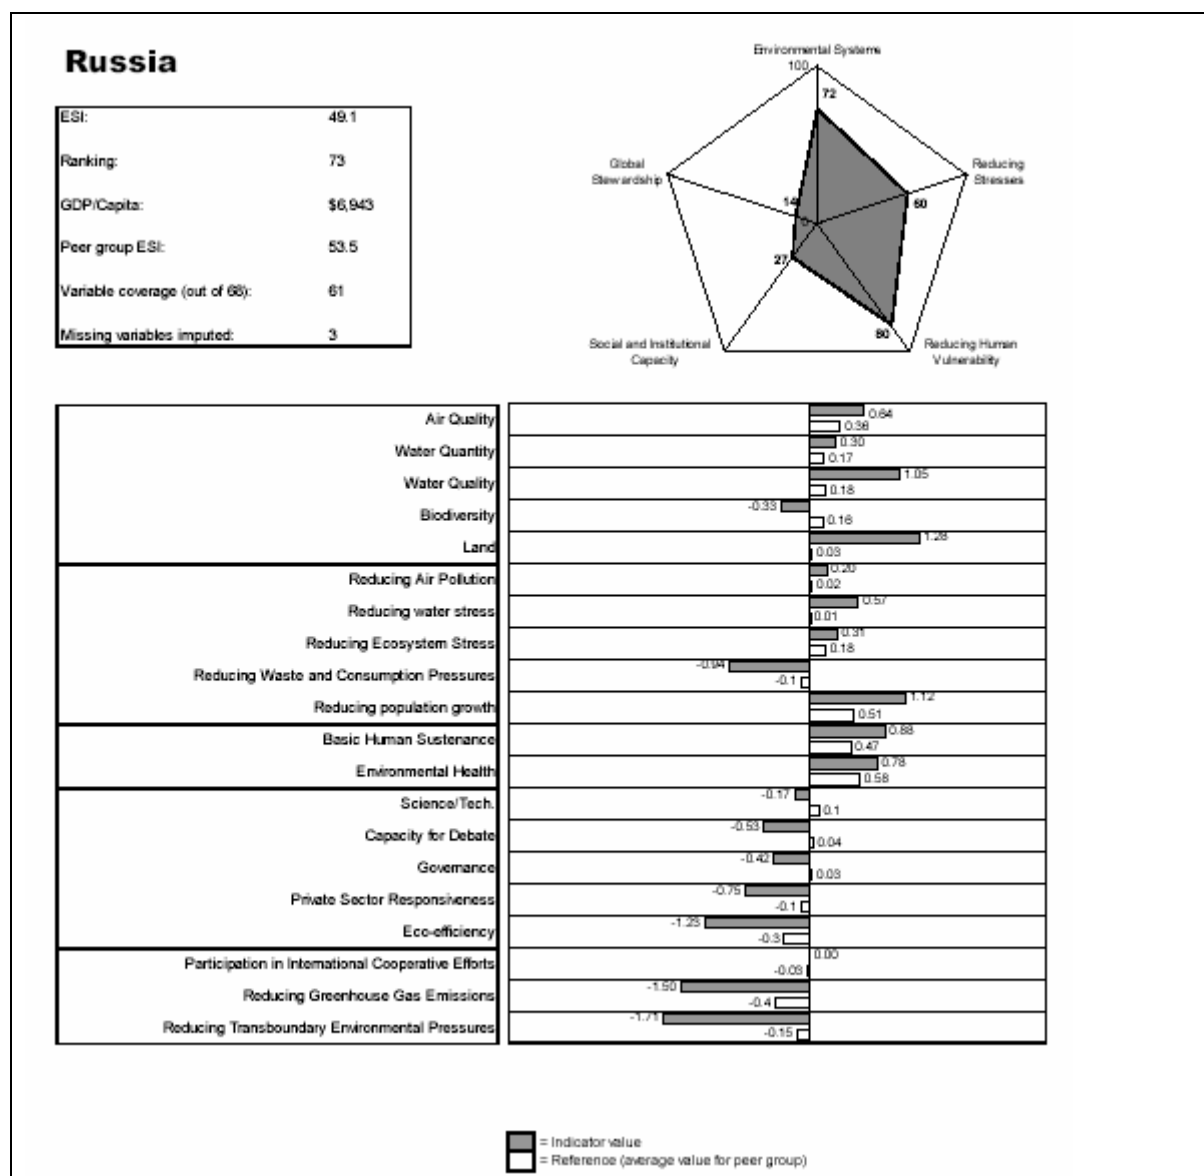 Russia
ESI: 49.1
Ranking: 73
GDP/Capita: $6,943
Peer group ESI: 53.5
Variable coverage (out of 68): 61
Missing variables imputed: 3
Environmental Systems
100
72
Global
Stewardship
Reducing
Stresses
14
0
60
27
80
Social and Institutional
Capacity
Reducing Human
Vulnerability
Air Quality 0.64
0.36
Water Quantity 0.30
0.17
Water Quality 1.05
0.18
Biodiversity -0.33
0.16
Land 1.28
0.03
Reducing Air Pollution 0.20
0.02
Reducing water stress 0.57
0.01
Reducing Ecosystem Stress 0.31
0.18
Reducing Waste and Consumption Pressures -0.94
-0.1
Reducing population growth 1.12
0.51
Basic Human Sustenance 0.88
0.47
Environmental Health 0.78
0.58
Science/Tech. -0.17
0.1
Capacity for Debate -0.53
0.04
Governance -0.42
0.03
Private Sector Responsiveness -0.75
-0.1
Eco-efficiency -1.23
-0.3
Participation in International Cooperative Efforts 0.00
-0.03
Reducing Greenhouse Gas Emissions -1.50
-0.4
Reducing Transboundary Environmental Pressures -1.71
-0.15
= Indicator value
= Reference (average value for peer group)